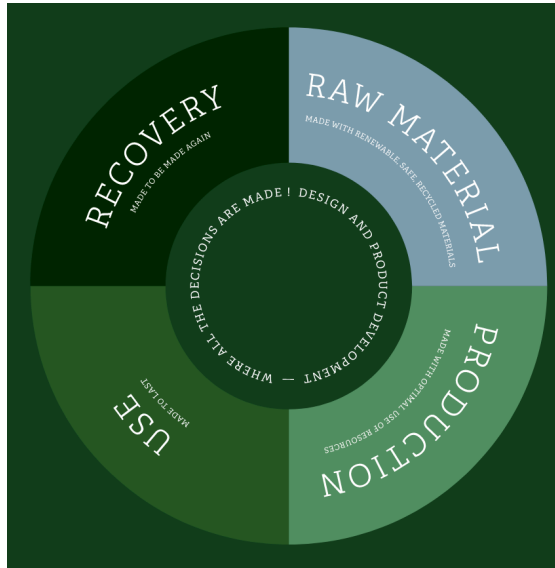 RAW MATERIAL
MADE WITH RENEWABLE, SAFE, RECYCLED MATERIALS
PRODUCTION
MADE WITH OPTIMAL USE OF RESOURCES
USE
MADE TO LAST
RECOVERY
MADE TO BE MADE AGAIN
DESIGN AND PRODUCT DEVELOPMENT — WHERE ALL THE DECISIONS ARE MADE !